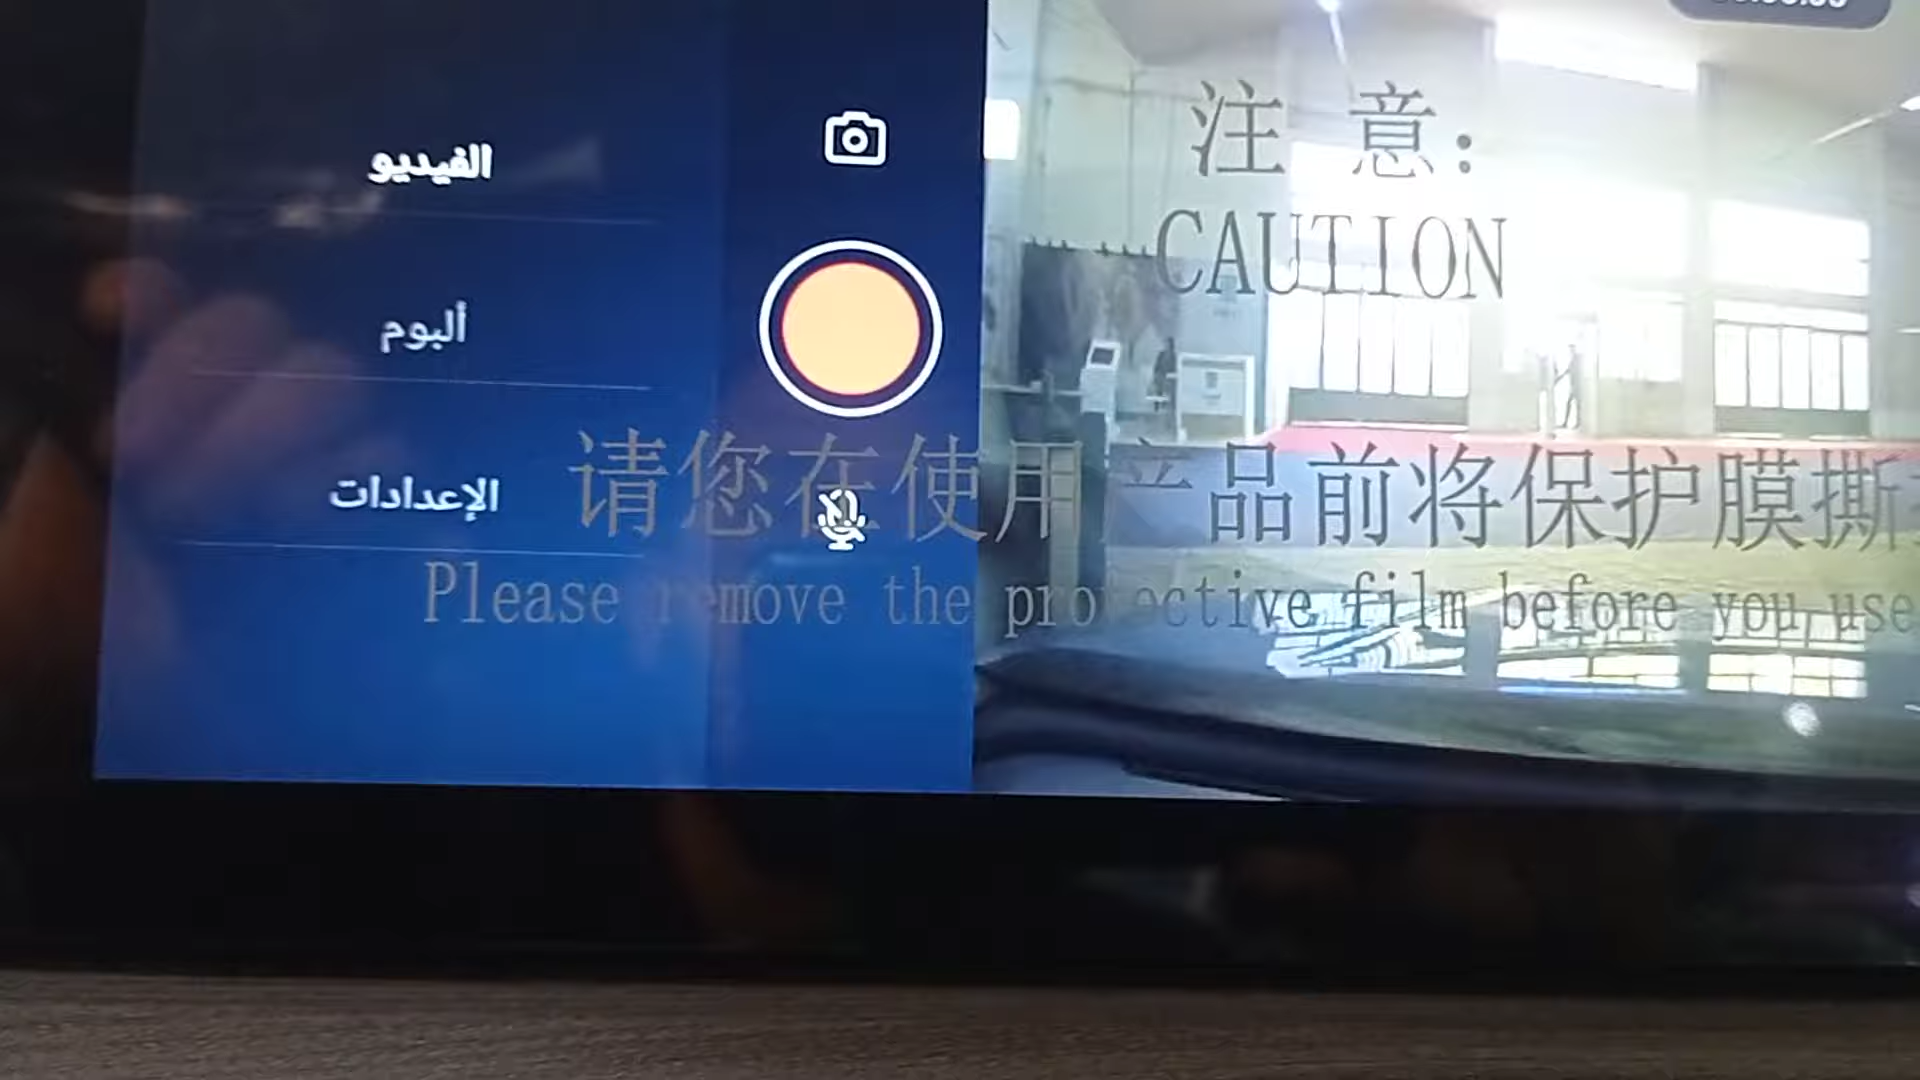 الفيديو
ألبوم
الإعدادات
注 意:
CAUTION
请您在使用产品前将保护膜撕
Please remove the protective film before you use